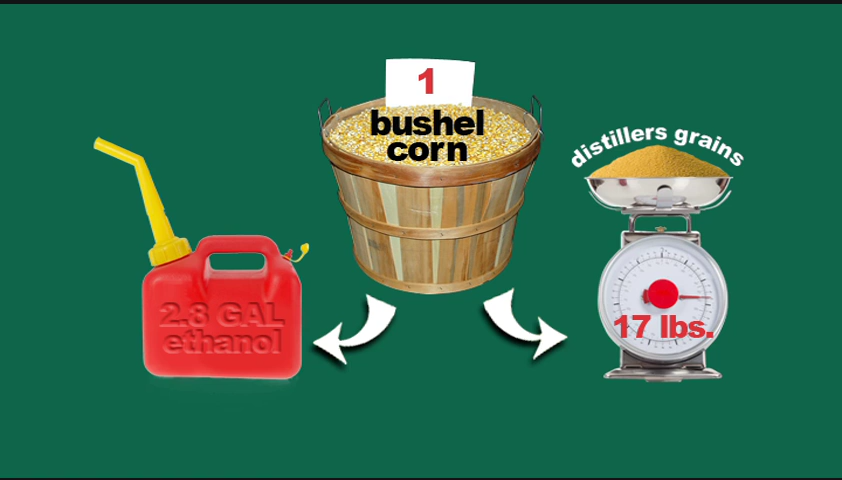 1
bushel
corn
distillers grains
2.8 GAL
ethanol
17 lbs.